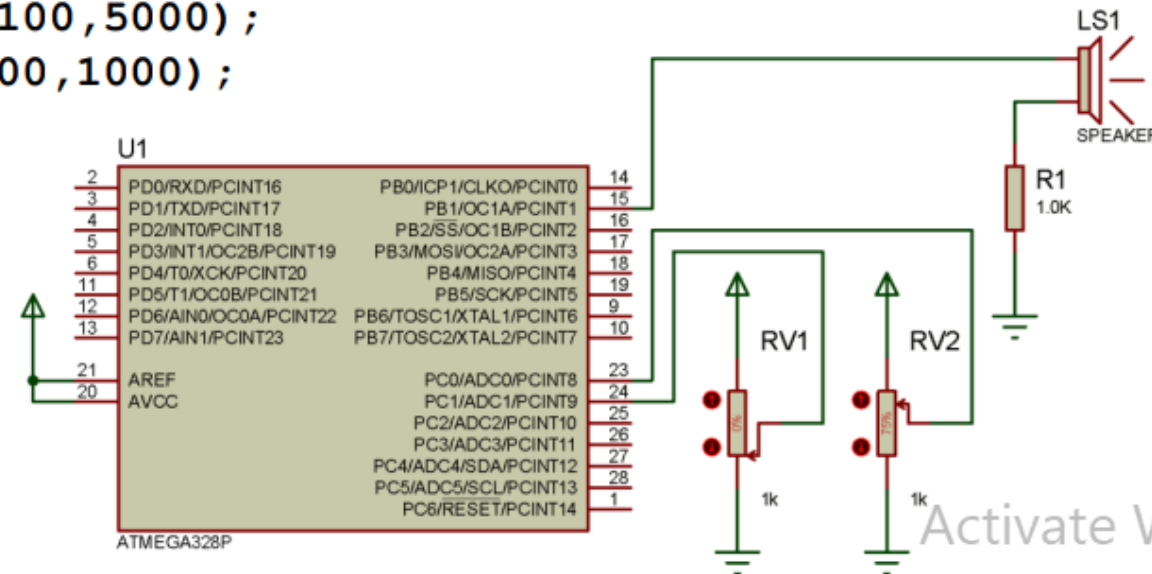 100,5000);
00,1000);
LS1
SPEAKER
U1
2 PD0/RXD/PCINT16 PB0/ICP1/CLKO/PCINT0 14
3 PD1/TXD/PCINT17 PB1/OC1A/PCINT1 15
4 PD2/INT0/PCINT18 PB2/SS/OC1B/PCINT2 16
5 PD3/INT1/OC2B/PCINT19 PB3/MOSI/OC2A/PCINT3 17
6 PD4/T0/XCK/PCINT20 PB4/MISO/PCINT4 18
11 PD5/T1/OC0B/PCINT21 PB5/SCK/PCINT5 19
12 PD6/AIN0/OC0A/PCINT22 PB6/TOSC1/XTAL1/PCINT6 9
13 PD7/AIN1/PCINT23 PB7/TOSC2/XTAL2/PCINT7 10
21 AREF PC0/ADC0/PCINT8 23
20 AVCC PC1/ADC1/PCINT9 24
PC2/ADC2/PCINT10 25
PC3/ADC3/PCINT11 26
PC4/ADC4/SDA/PCINT12 27
PC5/ADC5/SCL/PCINT13 28
PC6/RESET/PCINT14 1
ATMEGA328P
R1
1.0K
RV1
0%
1k
RV2
75%
1k
Activate W